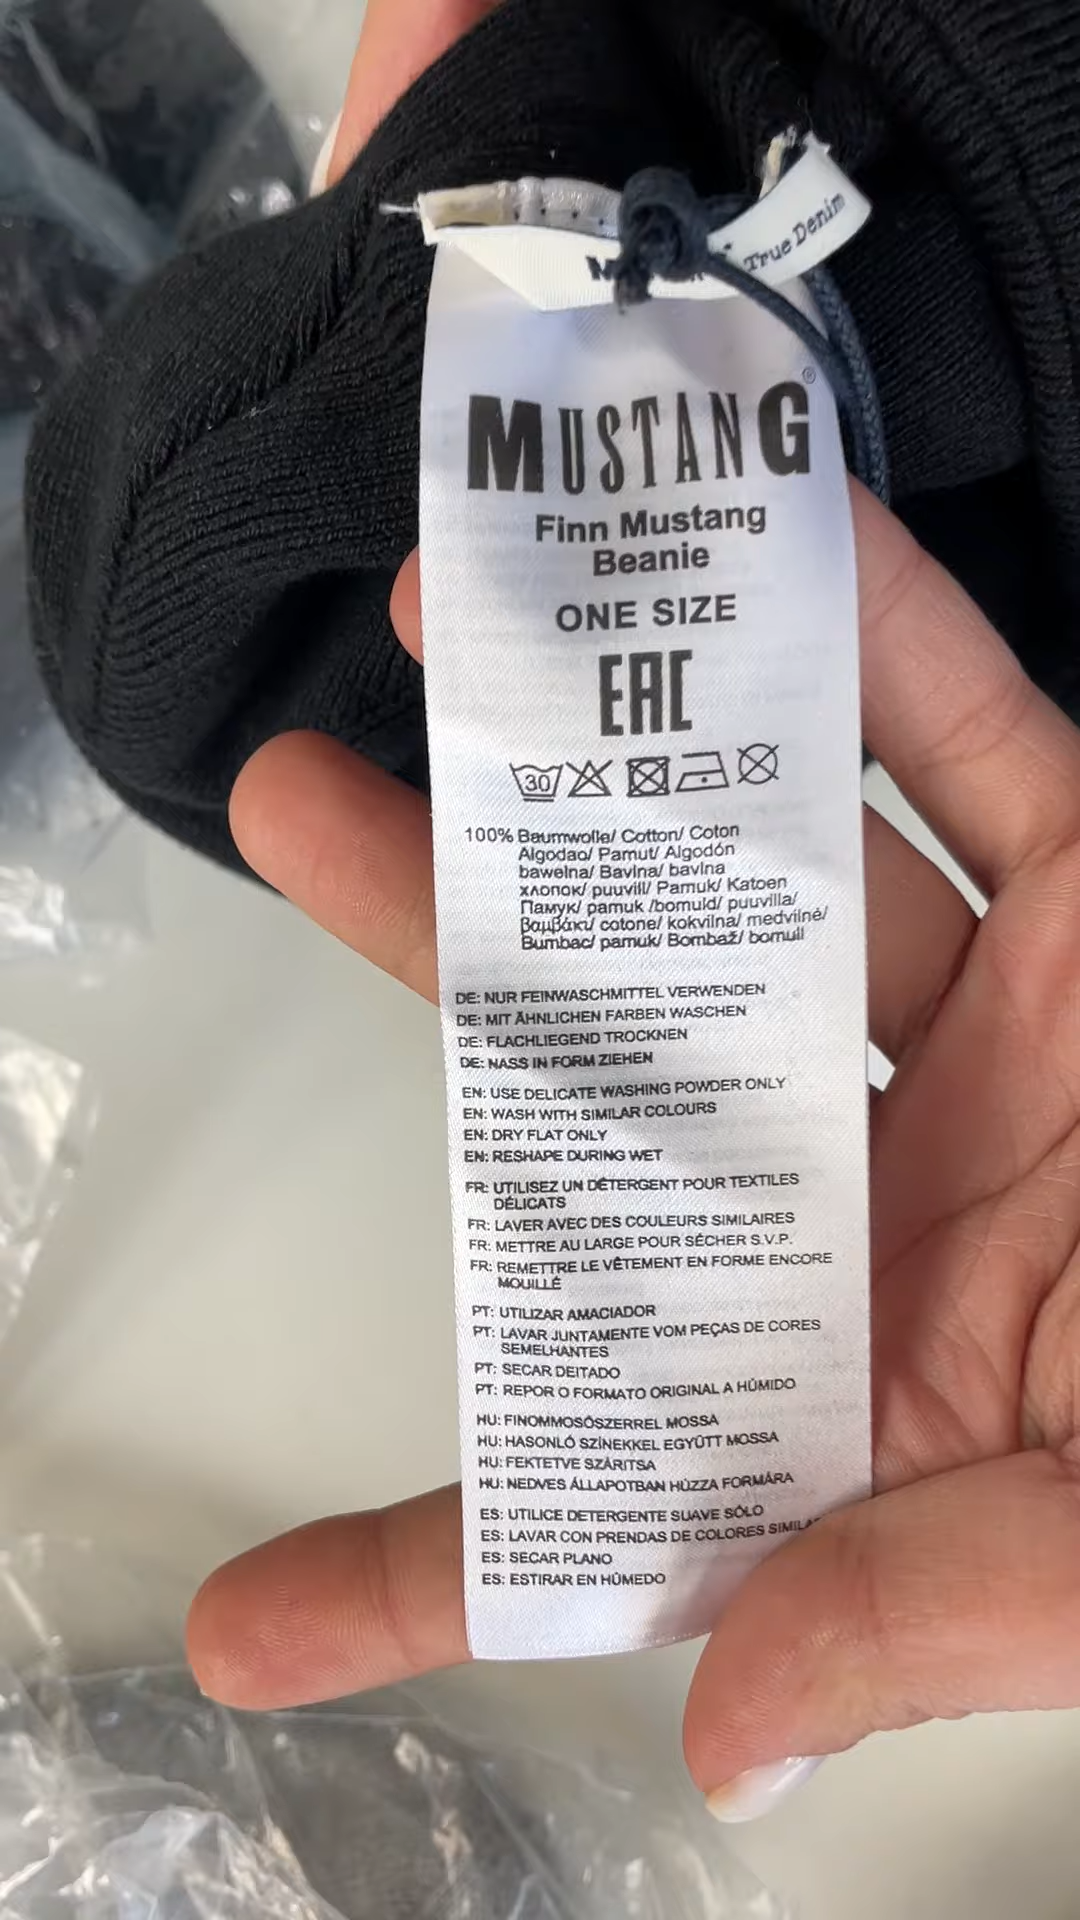 True Denim
MUSTANG®
Finn Mustang
Beanie
ONE SIZE
EAC
30
100% Baumwolle/ Cotton/ Coton
Algodao/ Pamut/ Algodón
bawełna/ Bavlna/ bavlna
хлопок/ puuvill/ Pamuk/ Katoen
Памук/ pamuk /bomuld/ puuvilla/
βαμβάκι/ cotone/ kokvilna/ medvilnė/
Bumbac/ pamuk/ Bombaž/ bomull
DE: NUR FEINWASCHMITTEL VERWENDEN
DE: MIT ÄHNLICHEN FARBEN WASCHEN
DE: FLACHLIEGEND TROCKNEN
DE: NASS IN FORM ZIEHEN
EN: USE DELICATE WASHING POWDER ONLY
EN: WASH WITH SIMILAR COLOURS
EN: DRY FLAT ONLY
EN: RESHAPE DURING WET
FR: UTILISEZ UN DÉTERGENT POUR TEXTILES
DÉLICATS
FR: LAVER AVEC DES COULEURS SIMILAIRES
FR: METTRE AU LARGE POUR SÉCHER S.V.P.
FR: REMETTRE LE VÊTEMENT EN FORME ENCORE
MOUILLÉ
PT: UTILIZAR AMACIADOR
PT: LAVAR JUNTAMENTE VOM PEÇAS DE CORES
SEMELHANTES
PT: SECAR DEITADO
PT: REPOR O FORMATO ORIGINAL A HÚMIDO
HU: FINOMMOSÓSZERREL MOSSA
HU: HASONLÓ SZÍNEKKEL EGYÜTT MOSSA
HU: FEKTETVE SZÁRITSA
HU: NEDVES ÁLLAPOTBAN HÚZZA FORMÁRA
ES: UTILICE DETERGENTE SUAVE SÓLO
ES: LAVAR CON PRENDAS DE COLORES
ES: SECAR PLANO
ES: ESTIRAR EN HÚMEDO